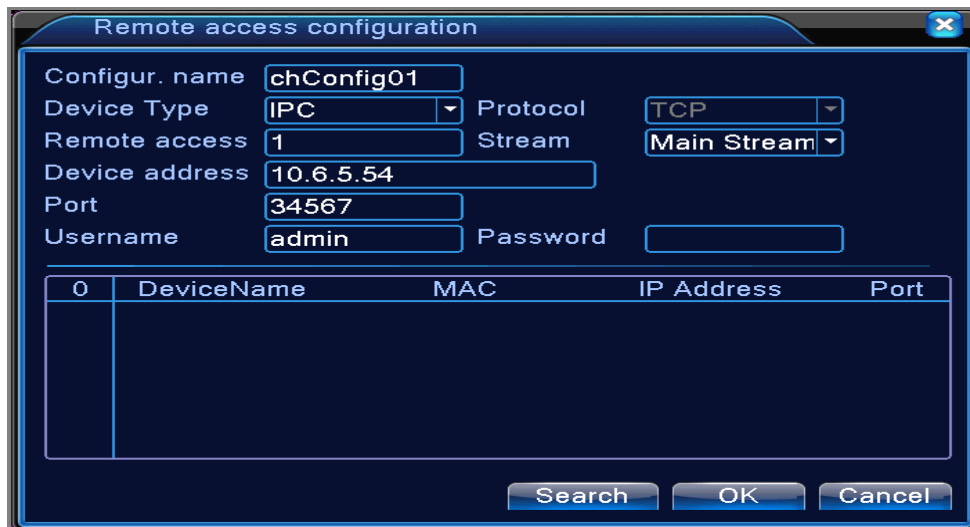 Remote access configuration
Configur. name chConfig01
Device Type IPC Protocol TCP
Remote access 1 Stream Main Stream
Device address 10.6.5.54
Port 34567
Username admin Password
0 DeviceName MAC IP Address Port
Search OK Cancel